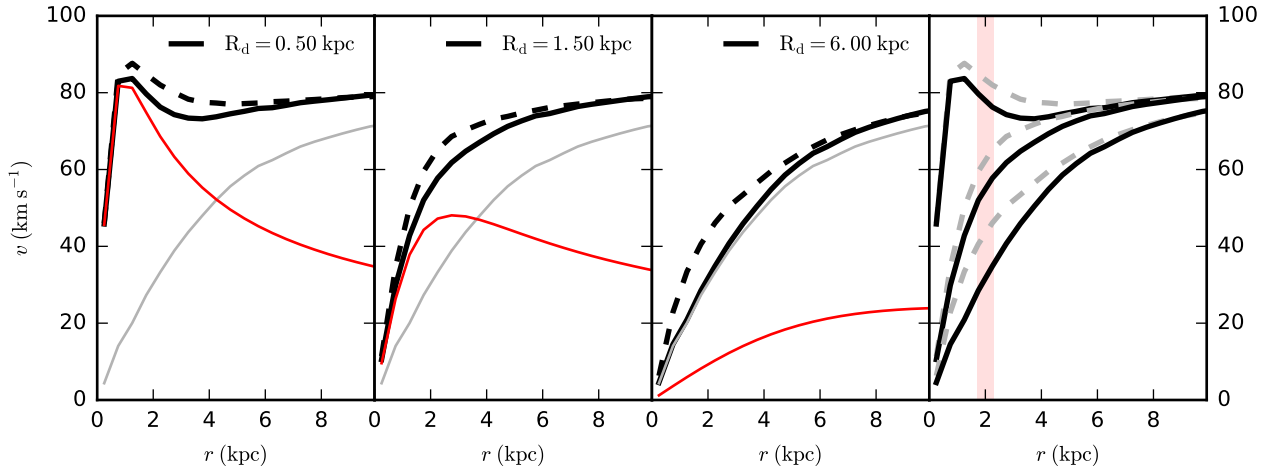 100
80
60
40
20
0
v (km s⁻¹)
R_d = 0.50 kpc
R_d = 1.50 kpc
R_d = 6.00 kpc
100
80
60
40
20
0
0 2 4 6 8
0 2 4 6 8
0 2 4 6 8
0 2 4 6 8
r (kpc)
r (kpc)
r (kpc)
r (kpc)